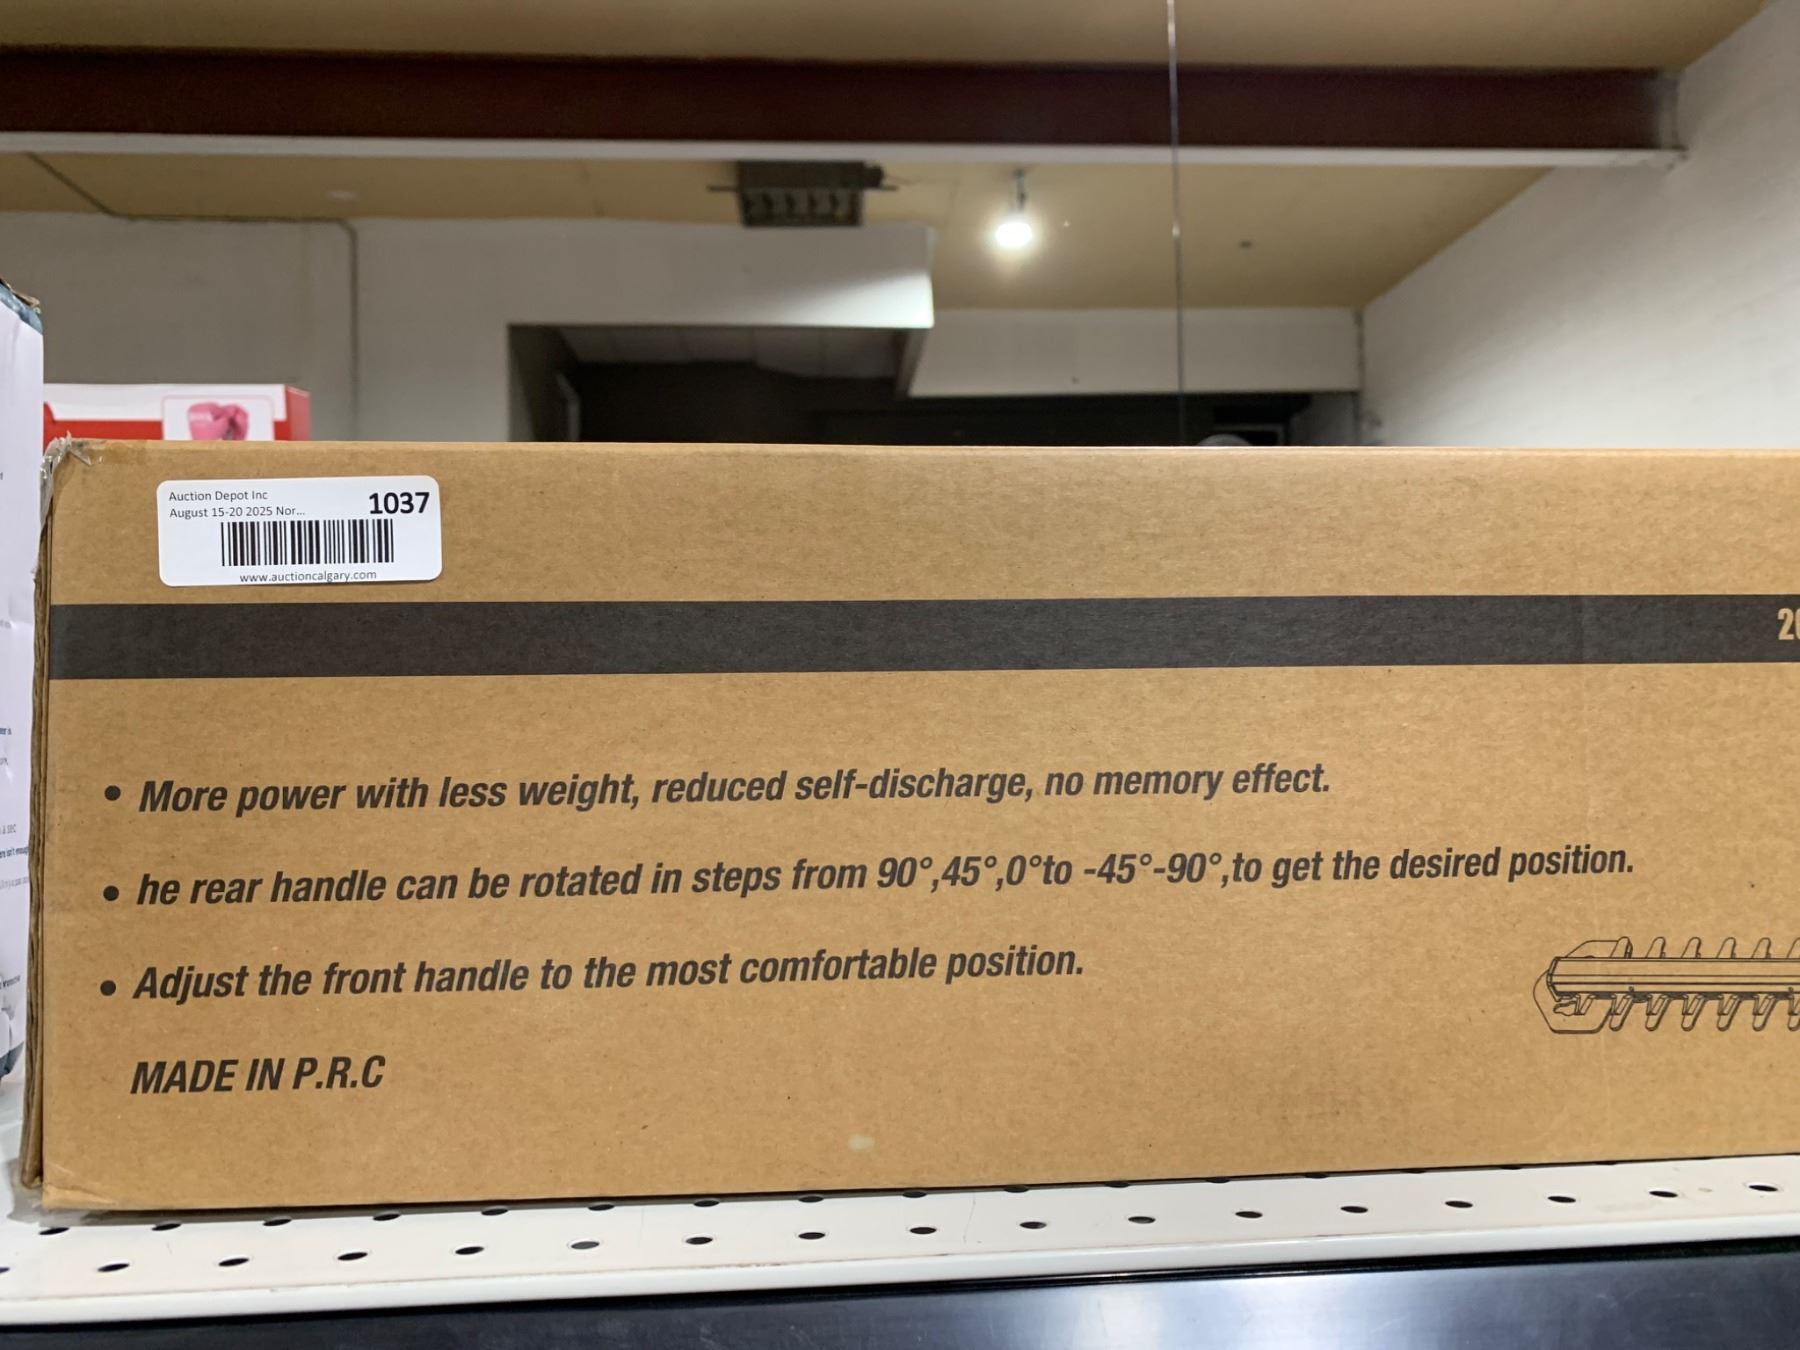 Auction Depot Inc
August 15-20 2025 Nor...
1037
www.auctioncalgary.com
• More power with less weight, reduced self-discharge, no memory effect.
• he rear handle can be rotated in steps from 90°,45°,0°to -45°-90°,to get the desired position.
• Adjust the front handle to the most comfortable position.
MADE IN P.R.C